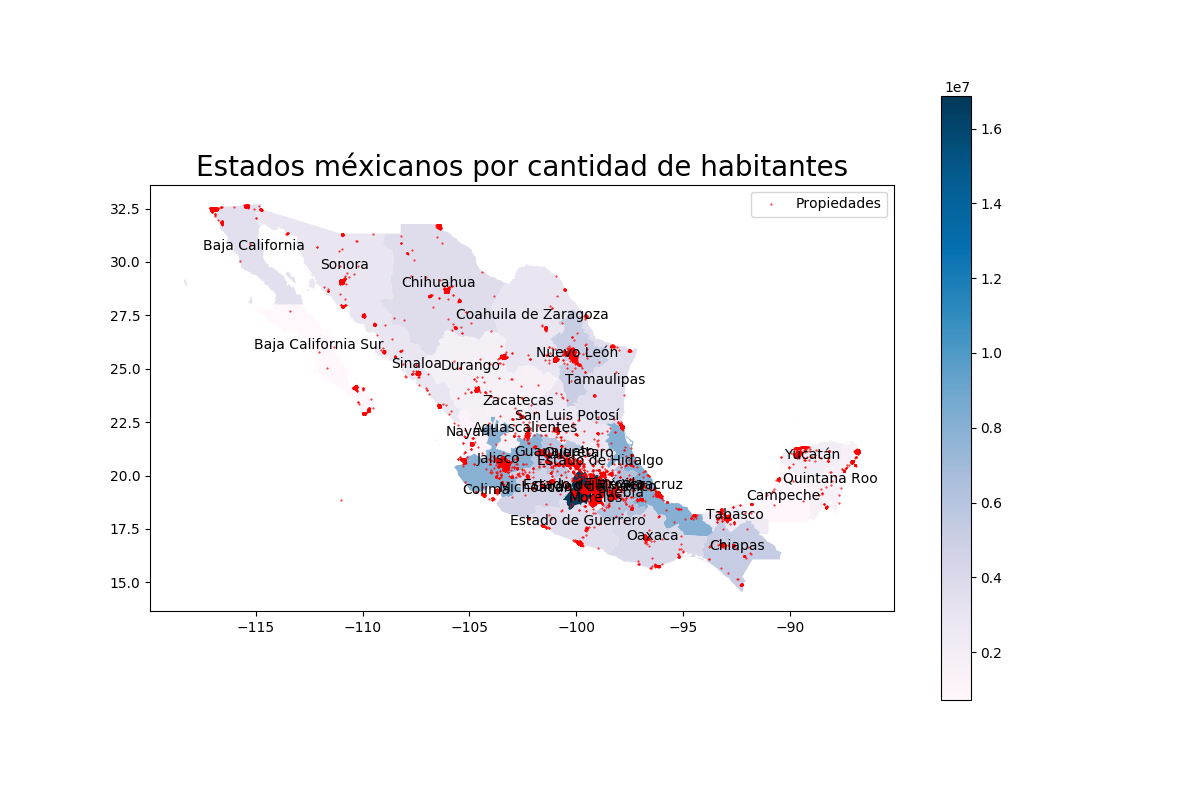 1e7
Estados méxicanos por cantidad de habitantes
Propiedades
32.5
30.0
27.5
25.0
22.5
20.0
17.5
15.0
Baja California
Sonora
Chihuahua
Coahuila de Zaragoza
Baja California Sur
Nuevo León
Sinaloa
Durango
Tamaulipas
Zacatecas
San Luis Potosí
Nayarit
Aguascalientes
Guanajuato
Querétaro
Jalisco
Estado de Hidalgo
Yucatán
Quintana Roo
Colima
Michoacán
Puebla
Morelos
Campeche
Estado de Guerrero
Tabasco
Oaxaca
Chiapas
−115
−110
−105
−100
−95
−90
1.6
1.4
1.2
1.0
0.8
0.6
0.4
0.2